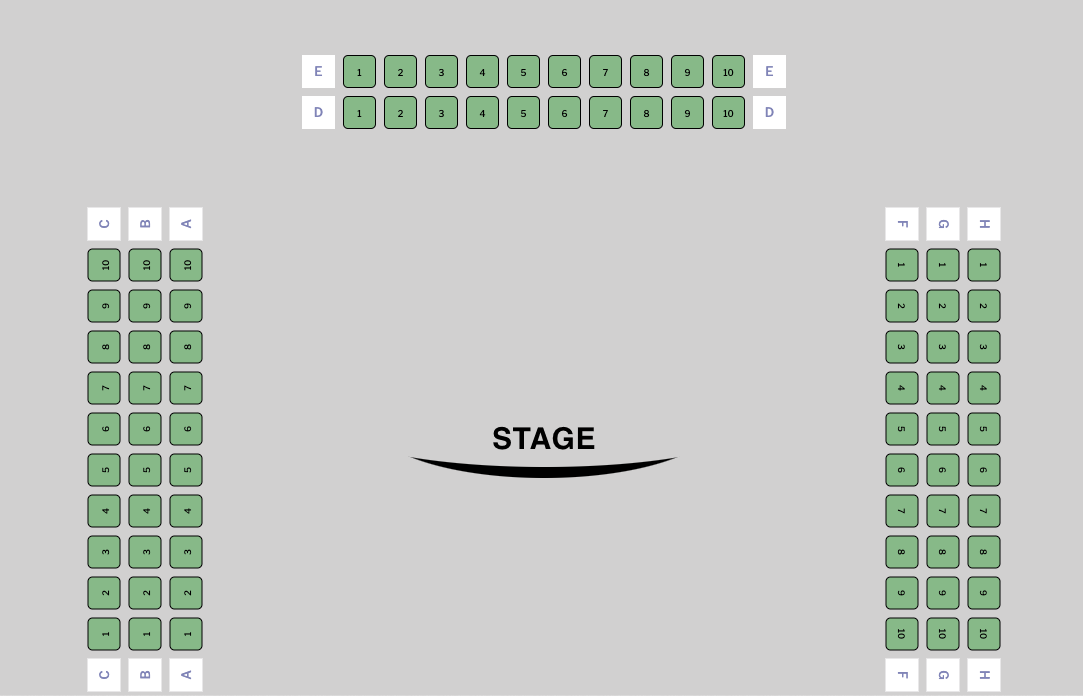 E 1 2 3 4 5 6 7 8 9 10 E
D 1 2 3 4 5 6 7 8 9 10 D
C B A F G H
10 10 10 1 1 1
9 9 9 2 2 2
8 8 8 3 3 3
7 7 7 4 4 4
6 6 6 5 5 5
STAGE
5 5 5 6 6 6
4 4 4 7 7 7
3 3 3 8 8 8
2 2 2 9 9 9
1 1 1 10 10 10
C B A F G H